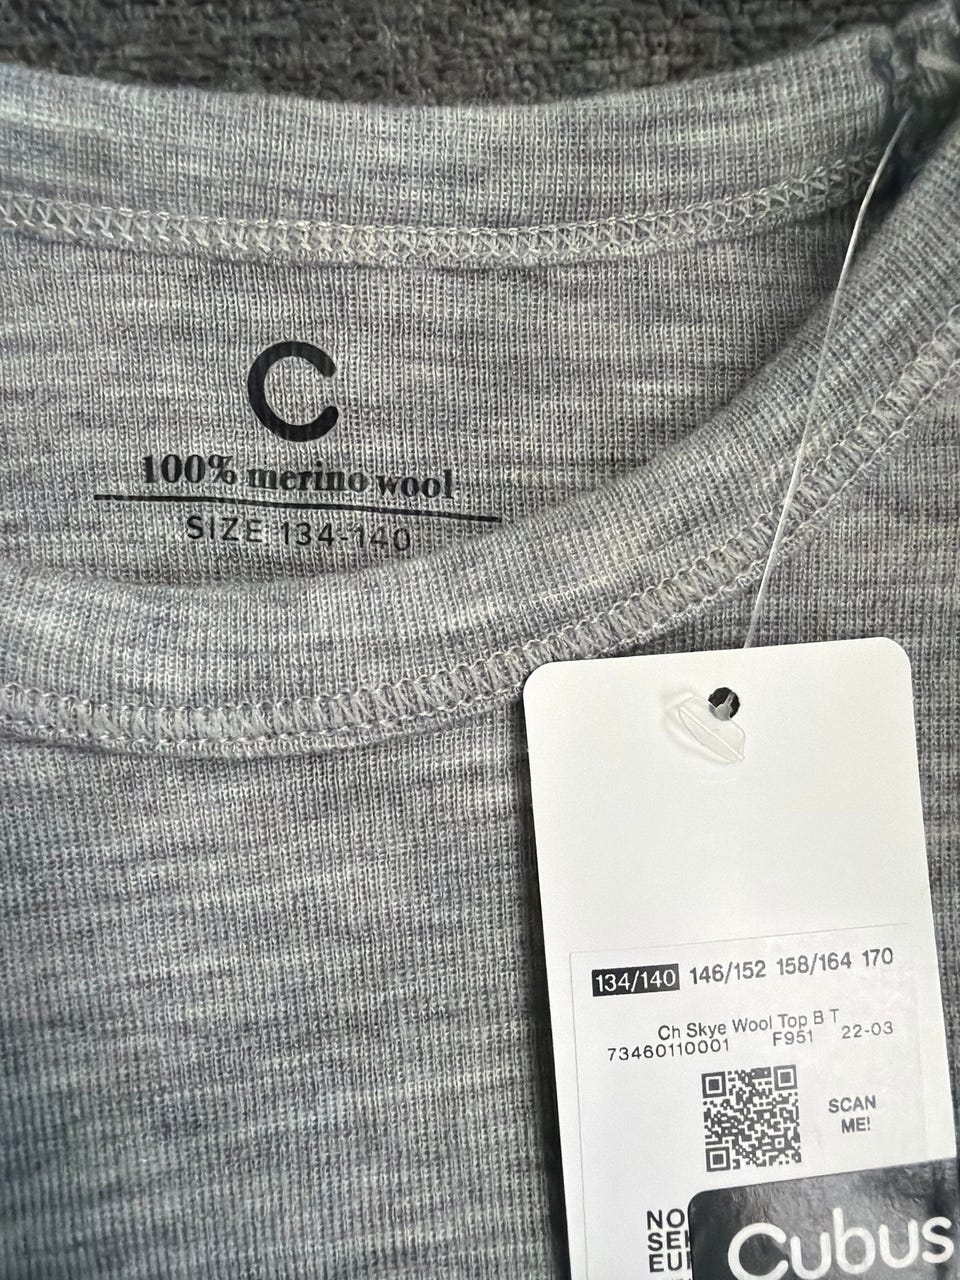 C
100% merino wool
SIZE 134-140
134/140 146/152 158/164 170
Ch Skye Wool Top B T
73460110001 F951 22-03
SCAN
ME!
NO
Cubus